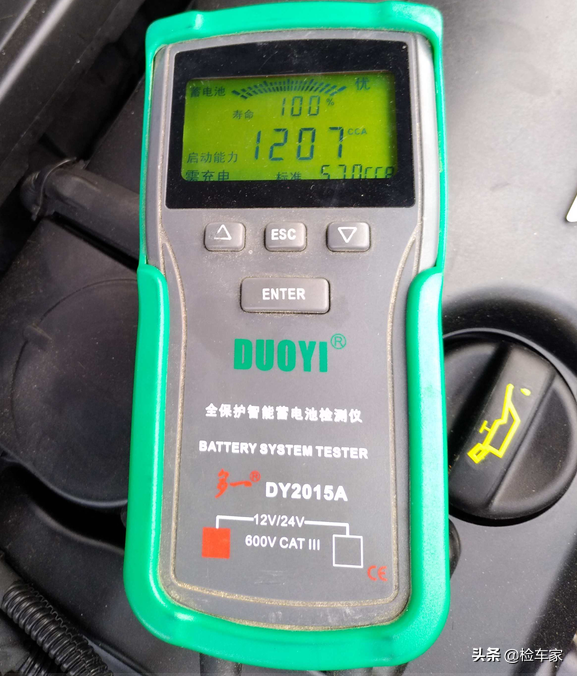 蓄电池 优
寿命 100%
启动能力 1207 CCA
需充电 标准 530cca
△ ESC ▽
ENTER
DUOYI®
全保护智能蓄电池检测仪
BATTERY SYSTEM TESTER
多一® DY2015A
12V/24V
600V CAT III
CE
头条 @检车家